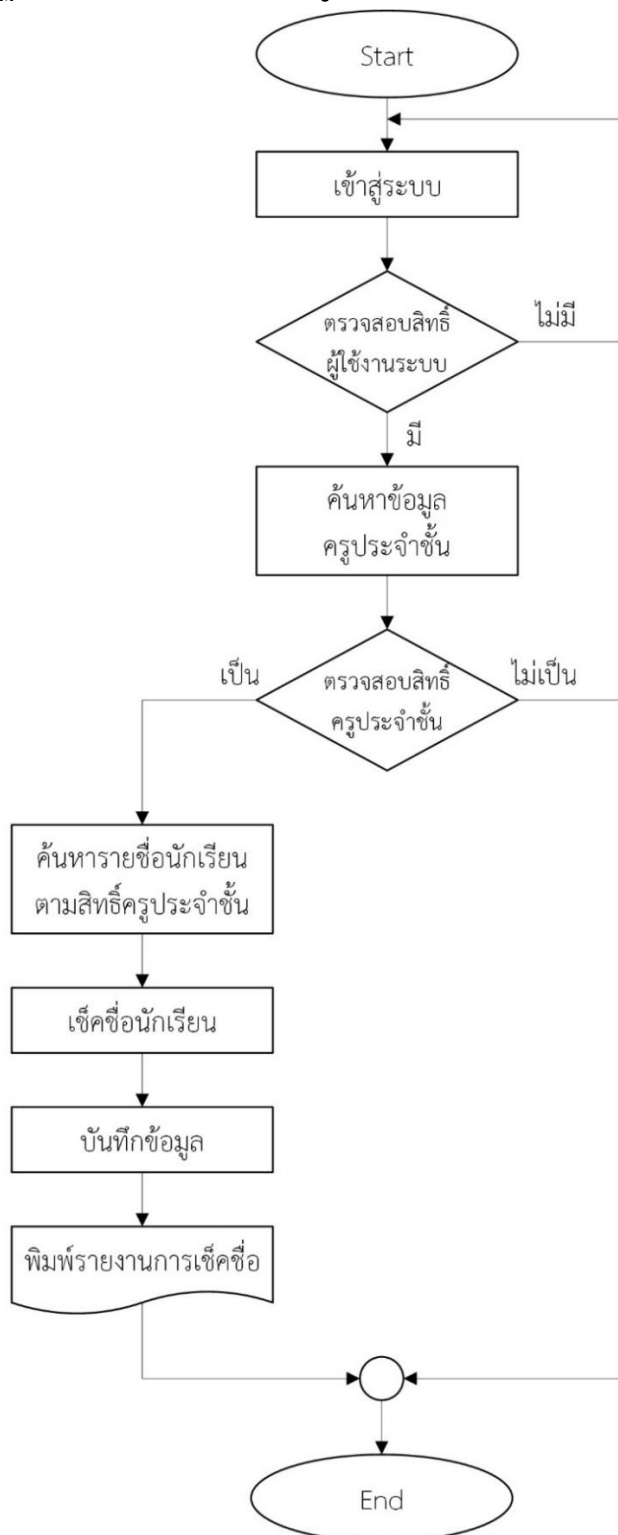 Start
เข้าสู่ระบบ
ตรวจสอบสิทธิ์
ผู้ใช้งานระบบ
ไม่มี
มี
ค้นหาข้อมูล
ครูประจำชั้น
เป็น
ตรวจสอบสิทธิ์
ครูประจำชั้น
ไม่เป็น
ค้นหารายชื่อนักเรียน
ตามสิทธิ์ครูประจำชั้น
เช็คชื่อนักเรียน
บันทึกข้อมูล
พิมพ์รายงานการเช็คชื่อ
End